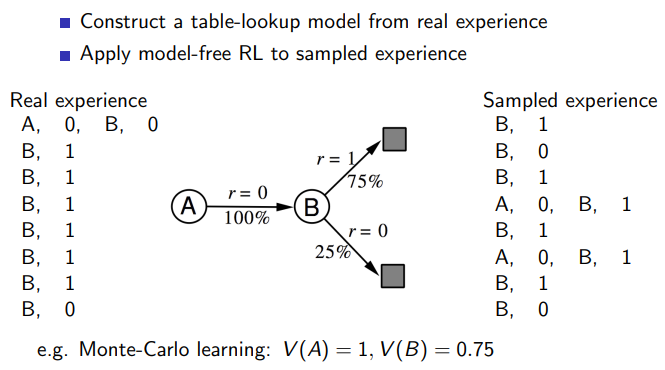 Construct a table-lookup model from real experience
Apply model-free RL to sampled experience
Real experience
A, 0, B, 0
B, 1
B, 1
B, 1
B, 1
B, 1
B, 1
B, 0
A
r = 0
100%
B
r = 1
75%
r = 0
25%
Sampled experience
B, 1
B, 0
B, 1
A, 0, B, 1
B, 1
A, 0, B, 1
B, 1
B, 0
e.g. Monte-Carlo learning: V(A) = 1, V(B) = 0.75